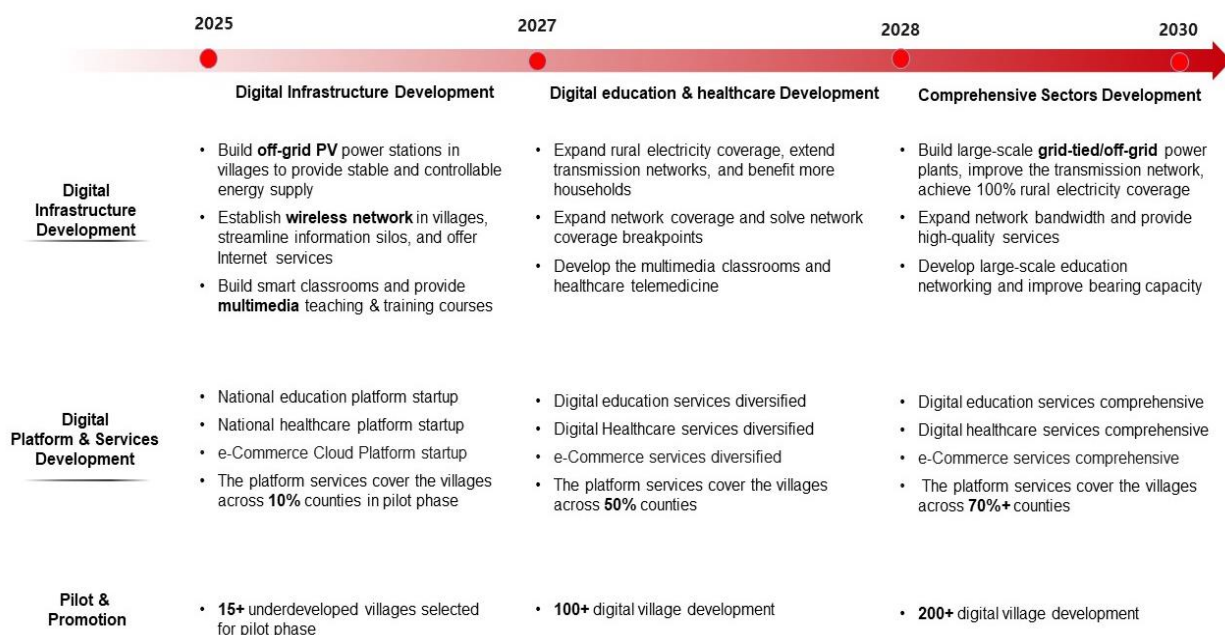 2025
2027
2028
2030
Digital Infrastructure Development
Digital education & healthcare Development
Comprehensive Sectors Development
Digital
Infrastructure
Development
• Build off-grid PV power stations in
villages to provide stable and controllable
energy supply
• Establish wireless network in villages,
streamline information silos, and offer
Internet services
• Build smart classrooms and provide
multimedia teaching & training courses
• Expand rural electricity coverage, extend
transmission networks, and benefit more
households
• Expand network coverage and solve network
coverage breakpoints
• Develop the multimedia classrooms and
healthcare telemedicine
• Build large-scale grid-tied/off-grid power
plants, improve the transmission network,
achieve 100% rural electricity coverage
• Expand network bandwidth and provide
high-quality services
• Develop large-scale education
networking and improve bearing capacity
Digital
Platform & Services
Development
• National education platform startup
• National healthcare platform startup
• e-Commerce Cloud Platform startup
• The platform services cover the villages
across 10% counties in pilot phase
• Digital education services diversified
• Digital Healthcare services diversified
• e-Commerce services diversified
• The platform services cover the villages
across 50% counties
• Digital education services comprehensive
• Digital healthcare services comprehensive
• e-Commerce services comprehensive
• The platform services cover the villages
across 70%+ counties
Pilot &
Promotion
• 15+ underdeveloped villages selected
for pilot phase
• 100+ digital village development
• 200+ digital village development